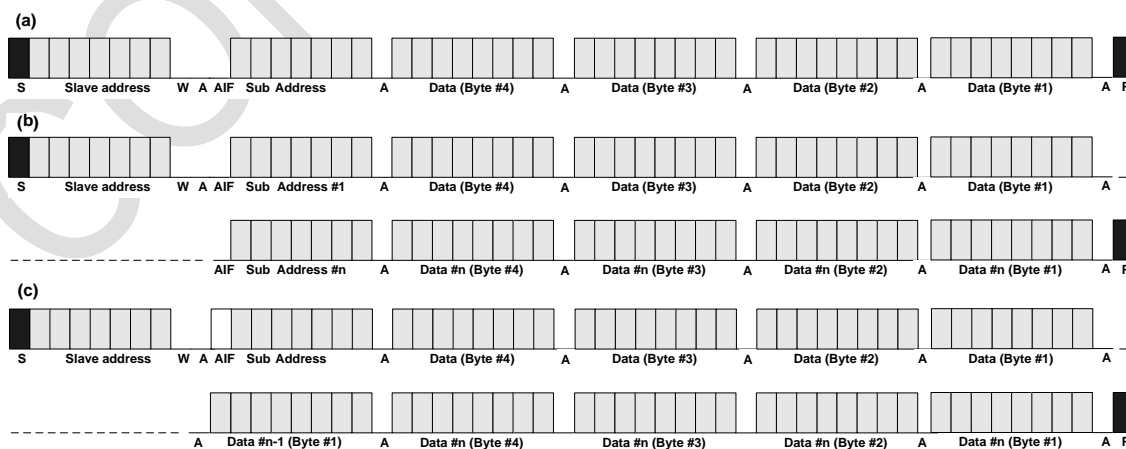 (a)
S Slave address W A AIF Sub Address A Data (Byte #4) A Data (Byte #3) A Data (Byte #2) A Data (Byte #1) A P
(b)
S Slave address W A AIF Sub Address #1 A Data (Byte #4) A Data (Byte #3) A Data (Byte #2) A Data (Byte #1) A
AIF Sub Address #n A Data #n (Byte #4) A Data #n (Byte #3) A Data #n (Byte #2) A Data #n (Byte #1) A P
(c)
S Slave address W A AIF Sub Address A Data (Byte #4) A Data (Byte #3) A Data (Byte #2) A Data (Byte #1) A
A Data #n-1 (Byte #1) A Data #n (Byte #4) A Data #n (Byte #3) A Data #n (Byte #2) A Data #n (Byte #1) A P